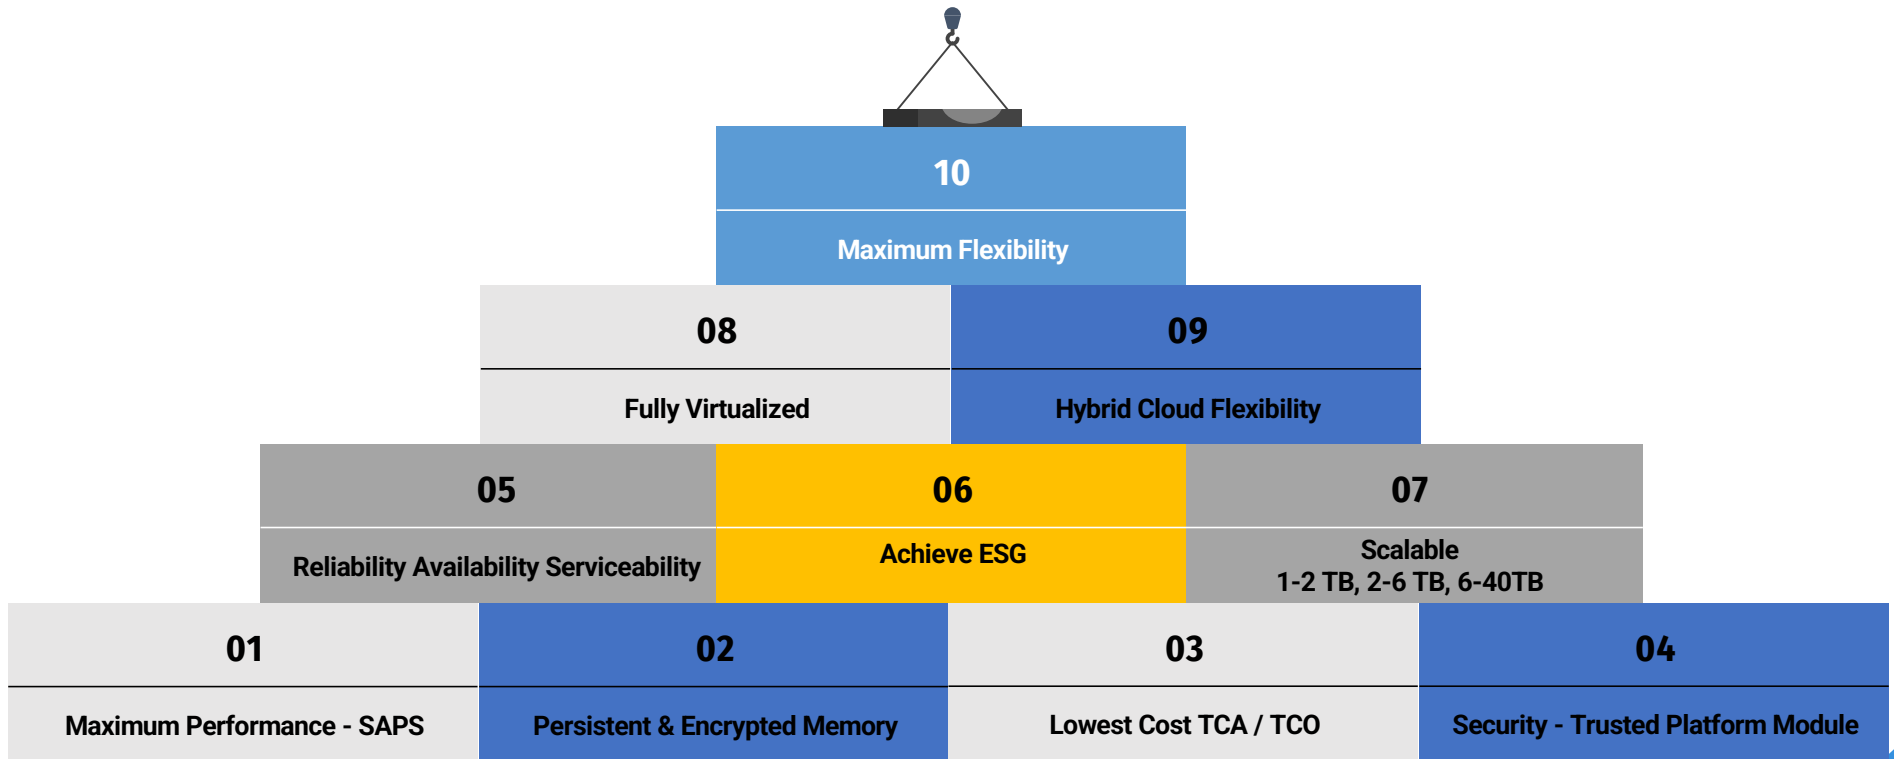 10
Maximum Flexibility
08
Fully Virtualized
09
Hybrid Cloud Flexibility
05
Reliability Availability Serviceability
06
Achieve ESG
07
Scalable
1-2 TB, 2-6 TB, 6-40TB
01
Maximum Performance - SAPS
02
Persistent & Encrypted Memory
03
Lowest Cost TCA / TCO
04
Security - Trusted Platform Module